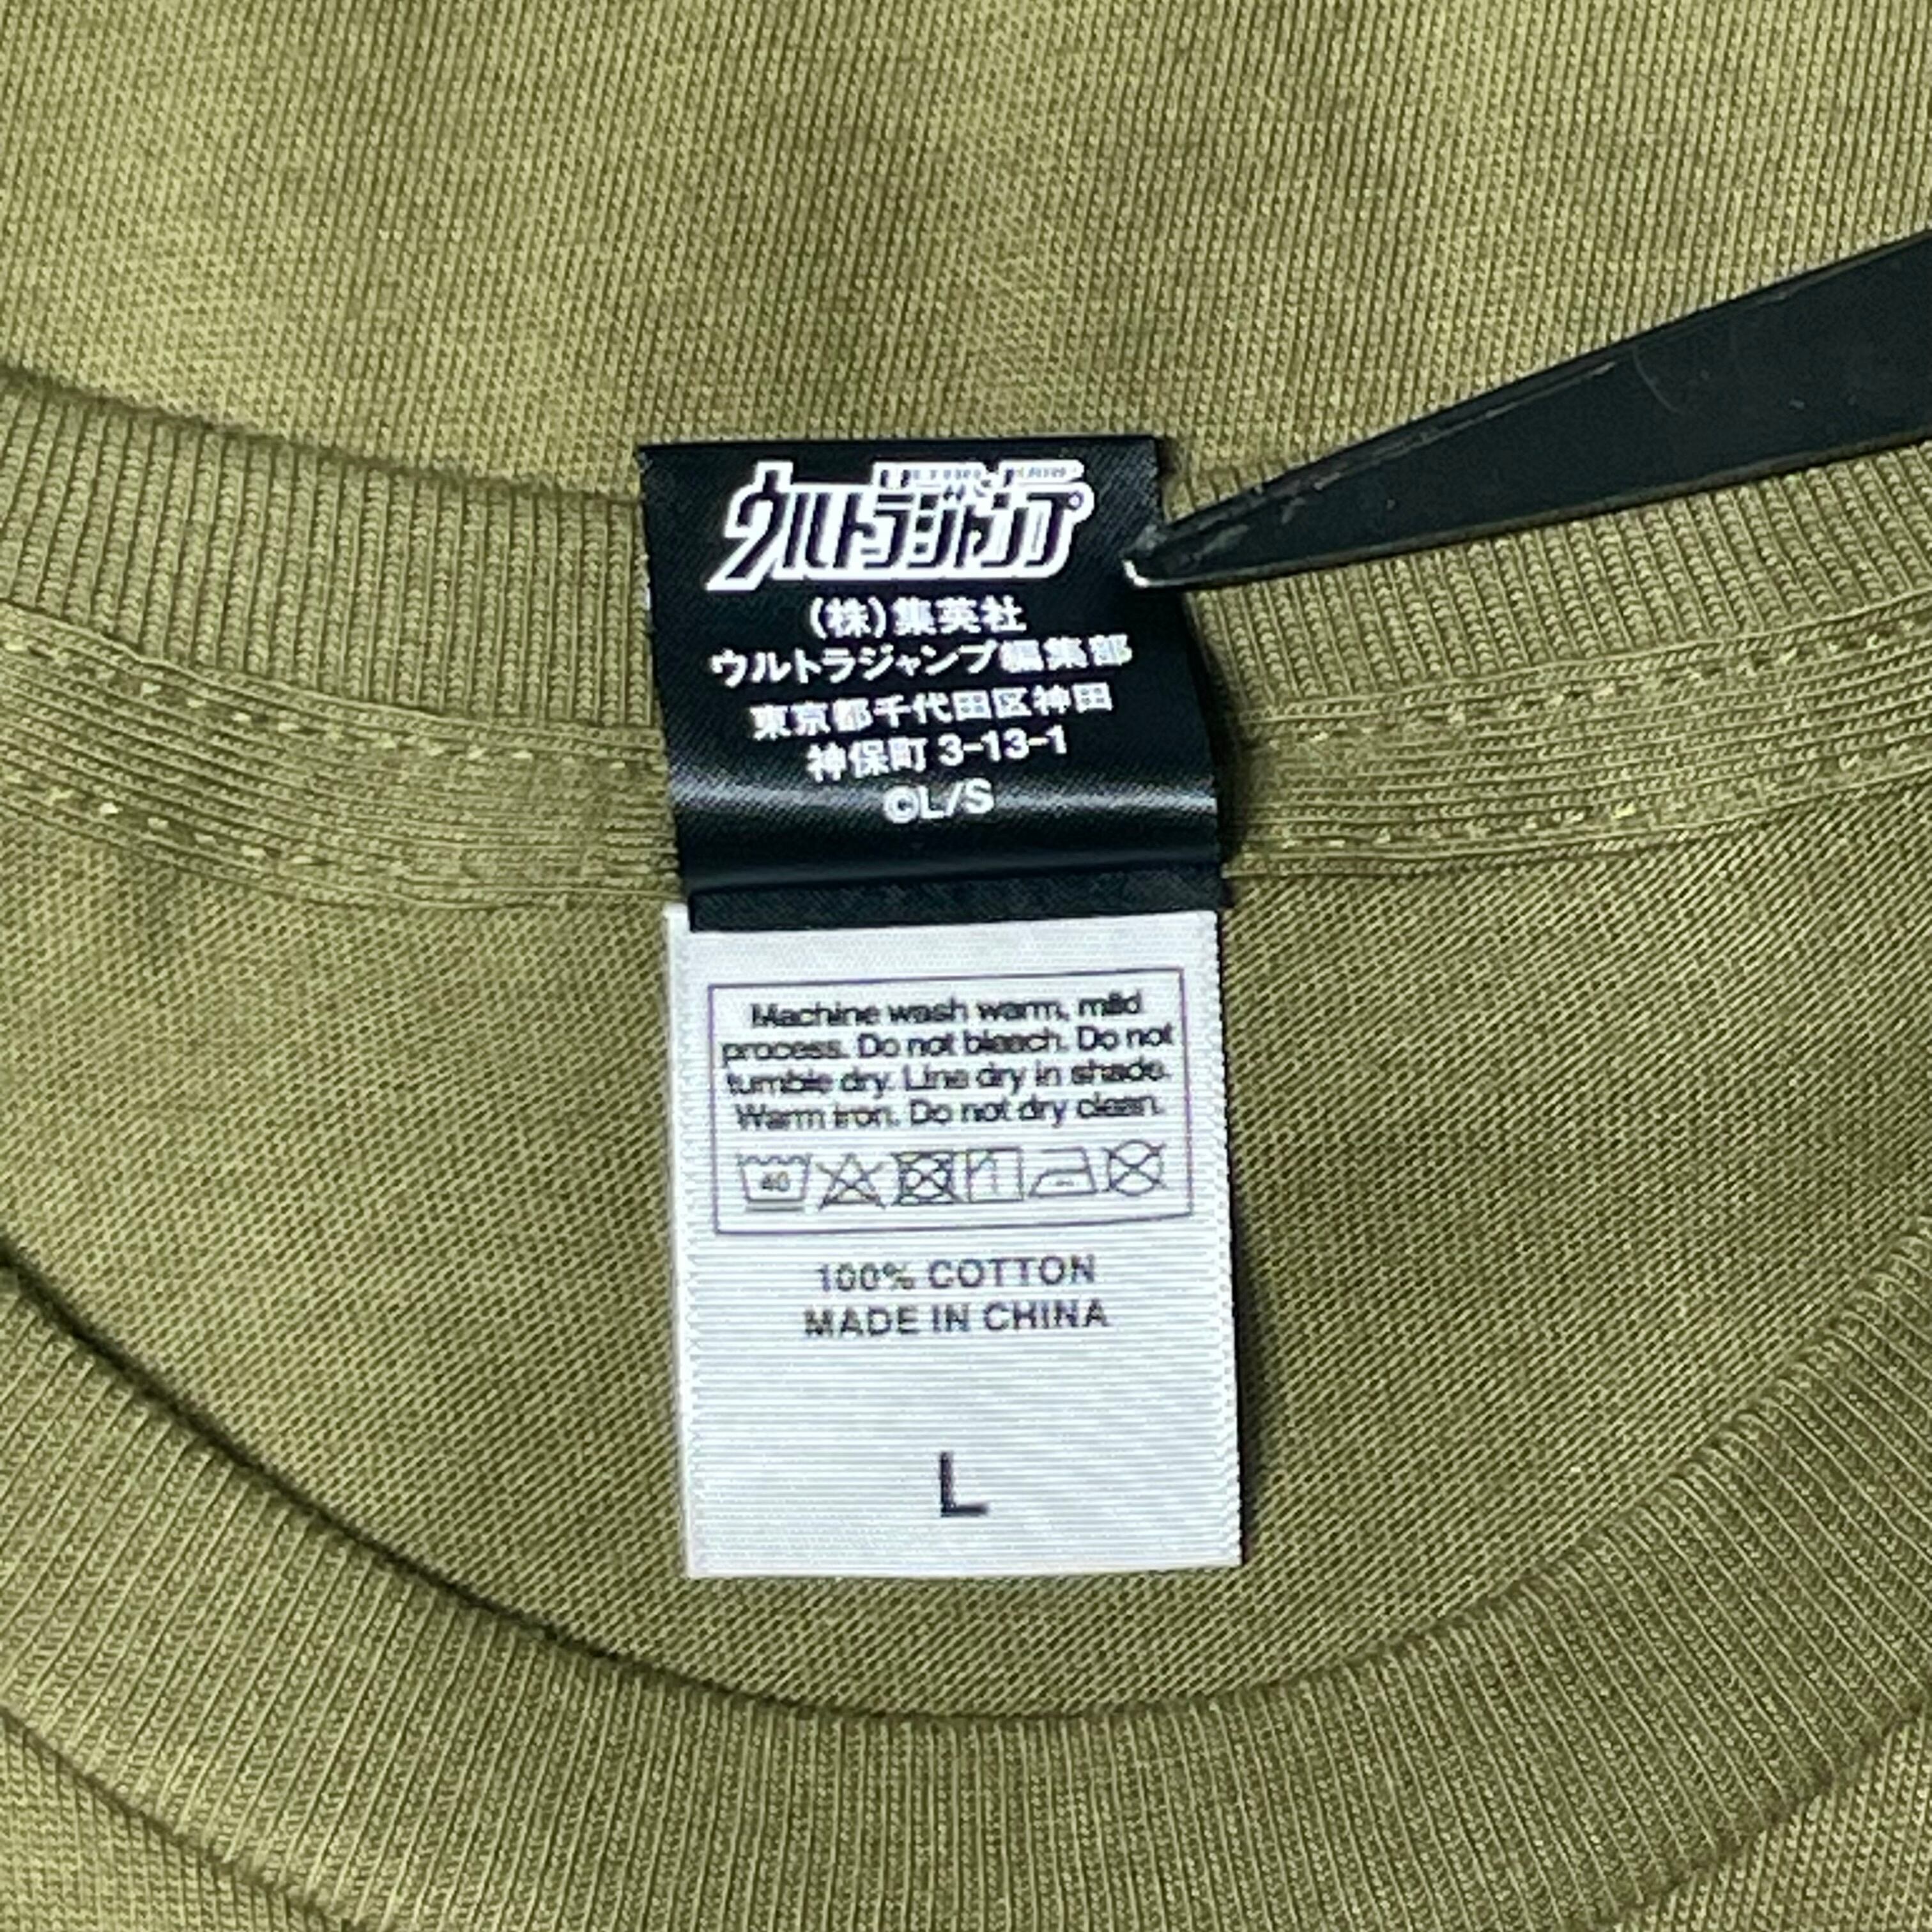 ウルトラジャンプ
(株)集英社
ウルトラジャンプ編集部
東京都千代田区神田
神保町3-13-1
©L/S
Machine wash warm, mild
process. Do not bleach. Do not
tumble dry. Line dry in shade.
Warm iron. Do not dry clean.
40
100% COTTON
MADE IN CHINA
L